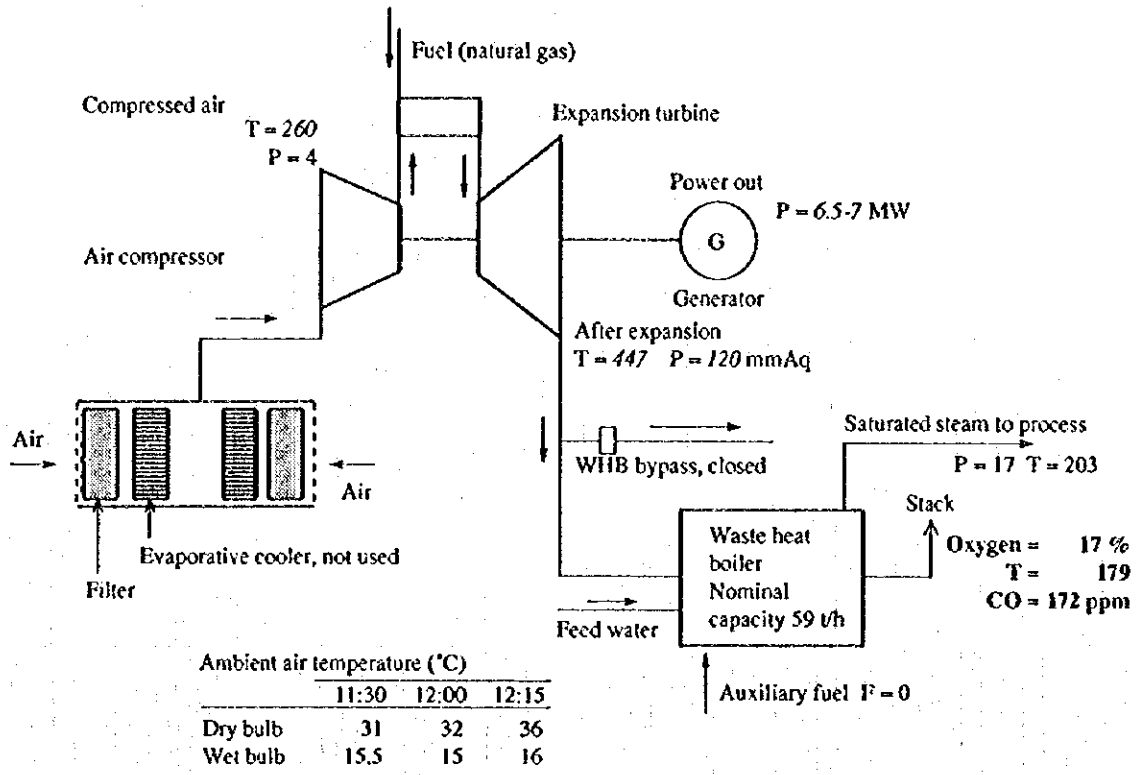 Fuel (natural gas)
Compressed air
T = 260
P = 4
Expansion turbine
Power out
P = 6.5-7 MW
G
Generator
Air compressor
After expansion
T = 447 P = 120 mmAq
Air
Air
WHB bypass, closed
Saturated steam to process
P = 17 T = 203
Stack
Oxygen = 17 %
T = 179
CO = 172 ppm
Evaporative cooler, not used
Filter
Waste heat
boiler
Nominal
capacity 59 t/h
Feed water
Auxiliary fuel F = 0
Ambient air temperature (°C)
11:30 12:00 12:15
Dry bulb 31 32 36
Wet bulb 15.5 15 16